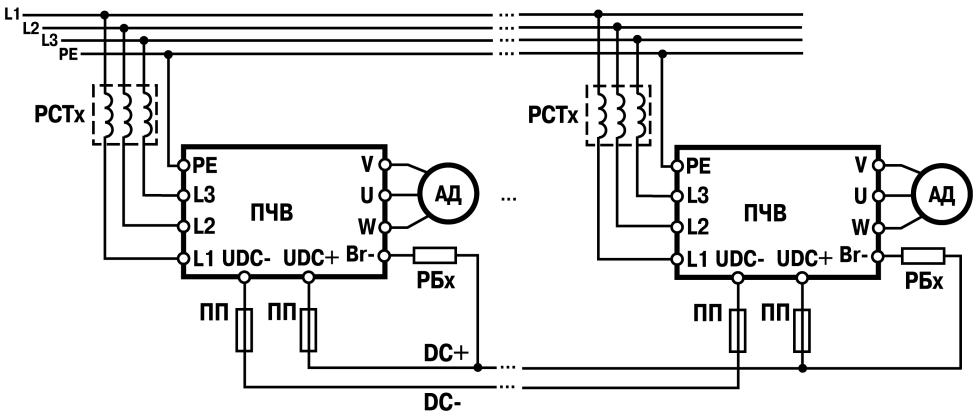 L1
L2
L3
PE
РСТх
РСТх
PE
L3
L2
L1
UDC-
UDC+
Br-
V
U
W
ПЧВ
АД
РБх
ПП
ПП
...
PE
L3
L2
L1
UDC-
UDC+
Br-
V
U
W
ПЧВ
АД
РБх
ПП
ПП
DC+
DC-